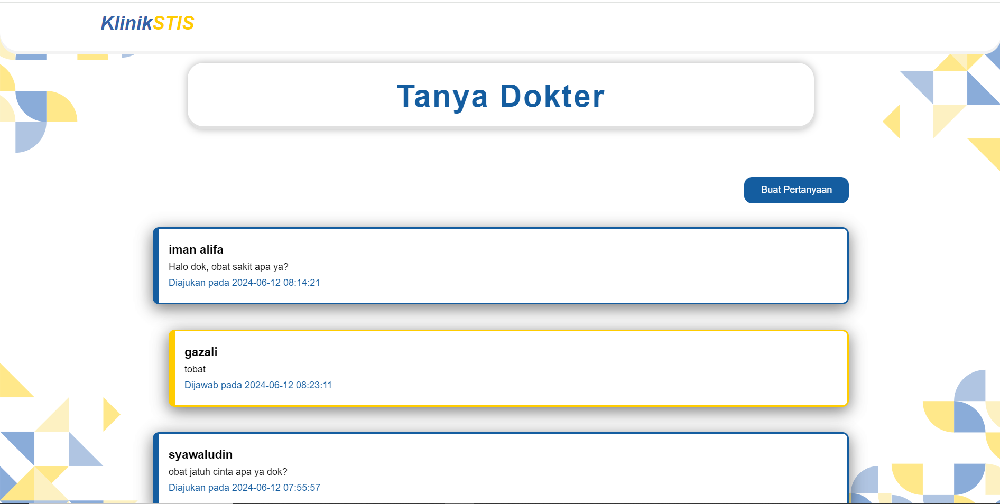 KlinikSTIS
Tanya Dokter
Buat Pertanyaan
iman alifa
Halo dok, obat sakit apa ya?
Diajukan pada 2024-06-12 08:14:21
gazali
tobat
Dijawab pada 2024-06-12 08:23:11
syawaludin
obat jatuh cinta apa ya dok?
Diajukan pada 2024-06-12 07:55:57